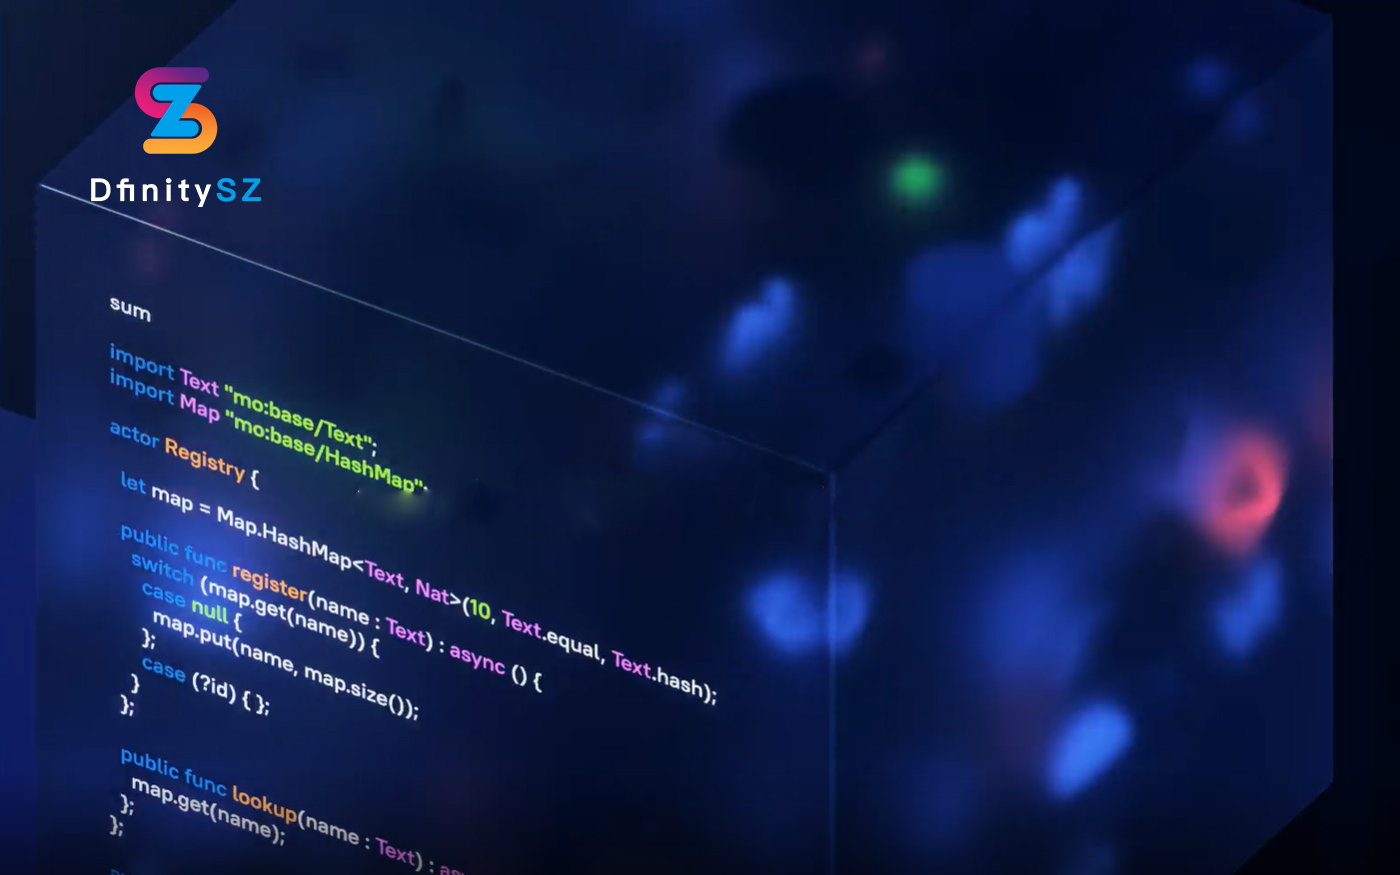 DfinitySZ
sum
import Text "mo:base/Text";
import Map "mo:base/HashMap";
actor Registry {
let map = Map.HashMap<Text, Nat>(10, Text.equal, Text.hash);
public func register(name : Text) : async () {
switch (map.get(name)) {
case null {
map.put(name, map.size());
};
case (?id) { };
}
};
public func lookup(name : Text) :
map.get(name);
};
};